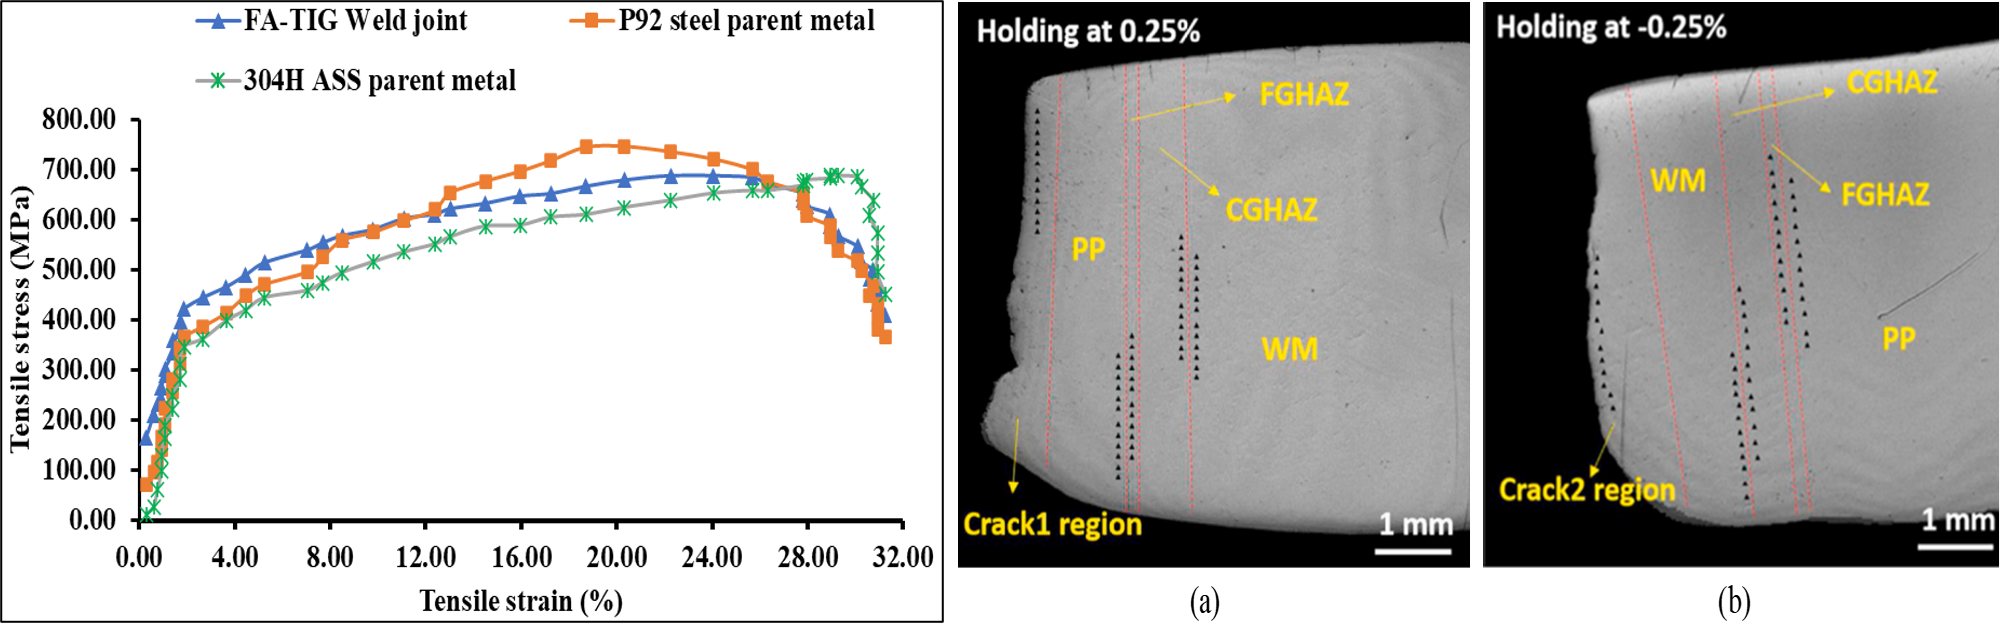 FA-TIG Weld joint
P92 steel parent metal
304H ASS parent metal
800.00
700.00
600.00
500.00
400.00
300.00
200.00
100.00
0.00
Tensile stress (MPa)
0.00 4.00 8.00 12.00 16.00 20.00 24.00 28.00 32.00
Tensile strain (%)
Holding at 0.25%
FGHAZ
CGHAZ
PP
WM
Crack1 region
1 mm
(a)
Holding at -0.25%
CGHAZ
WM
FGHAZ
PP
Crack2 region
1 mm
(b)